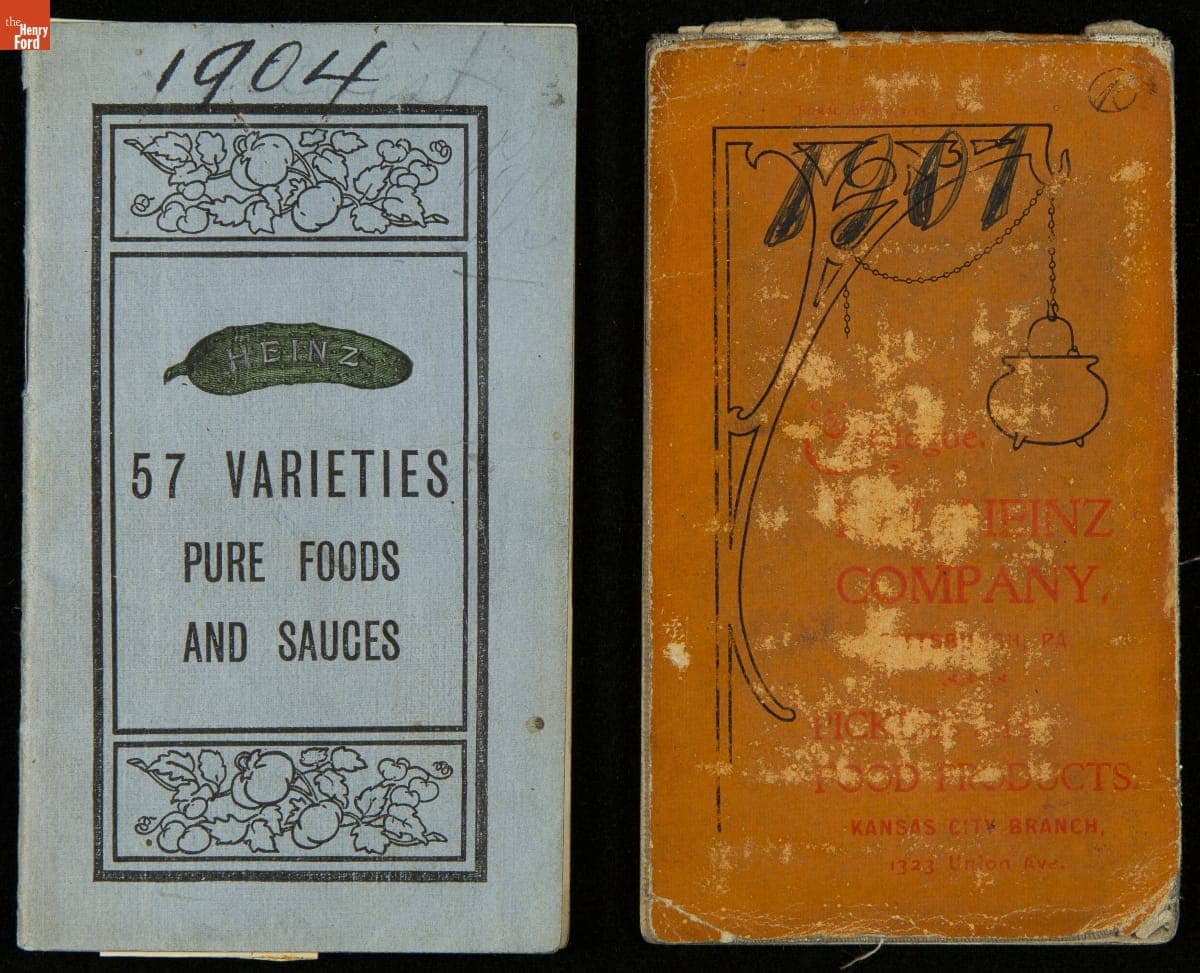 the
Henry
Ford
1904
HEINZ
57 VARIETIES
PURE FOODS
AND SAUCES
1901
HEINZ
COMPANY.
PA
FOOD PRODUCTS.
KANSAS CITY BRANCH,
1323 Union Ave.